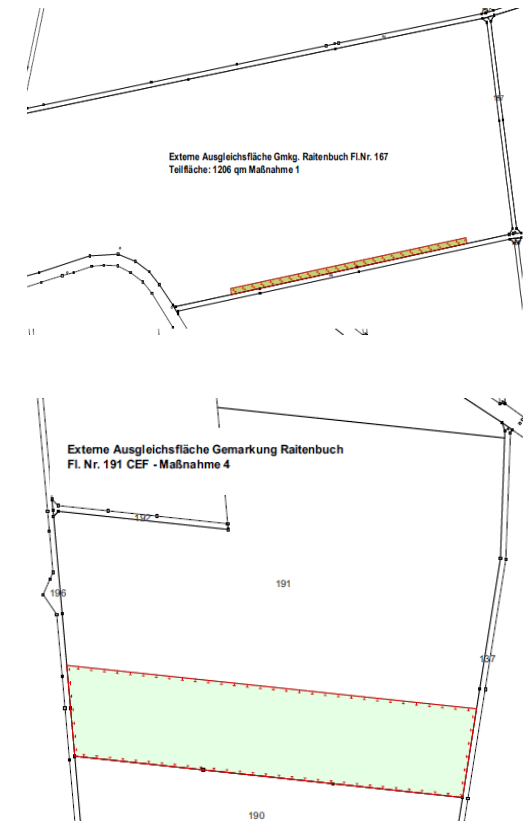 Externe Ausgleichsfläche Gmkg. Raitenbuch Fl.Nr. 167
Teilfläche: 1206 qm Maßnahme 1
Externe Ausgleichsfläche Gemarkung Raitenbuch
Fl. Nr. 191 CEF - Maßnahme 4
192
191
196
137
190